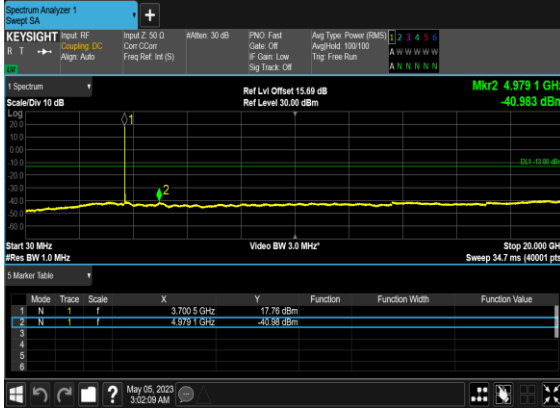 Spectrum Analyzer 1
Swept SA
+
KEYSIGHT Input: RF Input Z: 50 Ω #Atten: 30 dB PNO: Fast Avg Type: Power (RMS) 1 2 3 4 5 6
R T Coupling: DC Corr CCorr Gate: Off Avg|Hold: 100/100 A W W W W W
Align: Auto Freq Ref: Int (S) IF Gain: Low Trig: Free Run
Sig Track: Off A N N N N N
1 Spectrum Ref Lvl Offset 15.69 dB Mkr2 4.979 1 GHz
Scale/Div 10 dB Ref Level 30.00 dBm -40.983 dBm
Log
20.0
10.0
0.00
-10.0
-20.0
-30.0
-40.0
-50.0
-60.0
1
2
DL1 -13.00 dBm
Start 30 MHz Video BW 3.0 MHz* Stop 20.000 GHz
#Res BW 1.0 MHz Sweep 34.7 ms (40001 pts)
5 Marker Table
Mode Trace Scale X Y Function Function Width Function Value
1 N 1 f 3.700 5 GHz 17.76 dBm
2 N 1 f 4.979 1 GHz -40.98 dBm
3
4
5
6
? May 05, 2023
3:02:09 AM